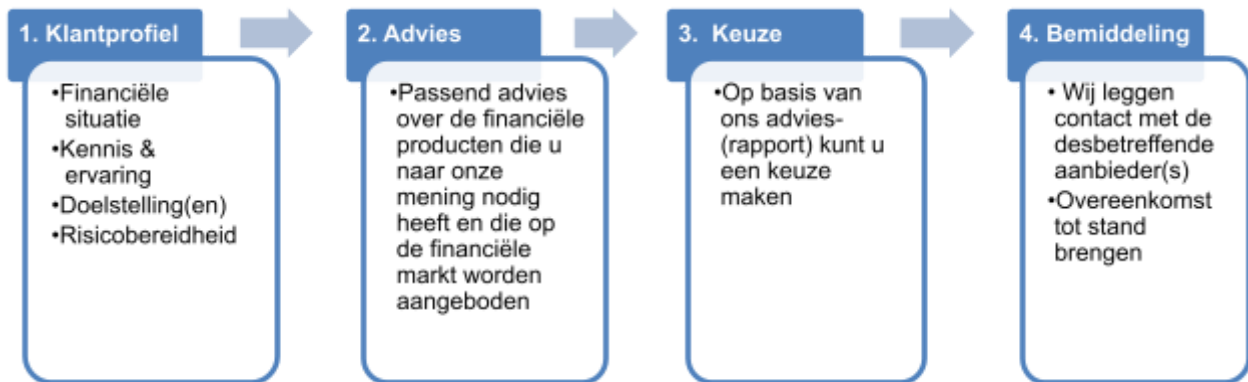 1. Klantprofiel
•Financiële
situatie
•Kennis &
ervaring
•Doelstelling(en)
•Risicobereidheid
2. Advies
•Passend advies
over de financiële
producten die u
naar onze
mening nodig
heeft en die op
de financiële
markt worden
aangeboden
3. Keuze
•Op basis van
ons advies-
(rapport) kunt u
een keuze
maken
4. Bemiddeling
• Wij leggen
contact met de
desbetreffende
aanbieder(s)
•Overeenkomst
tot stand
brengen